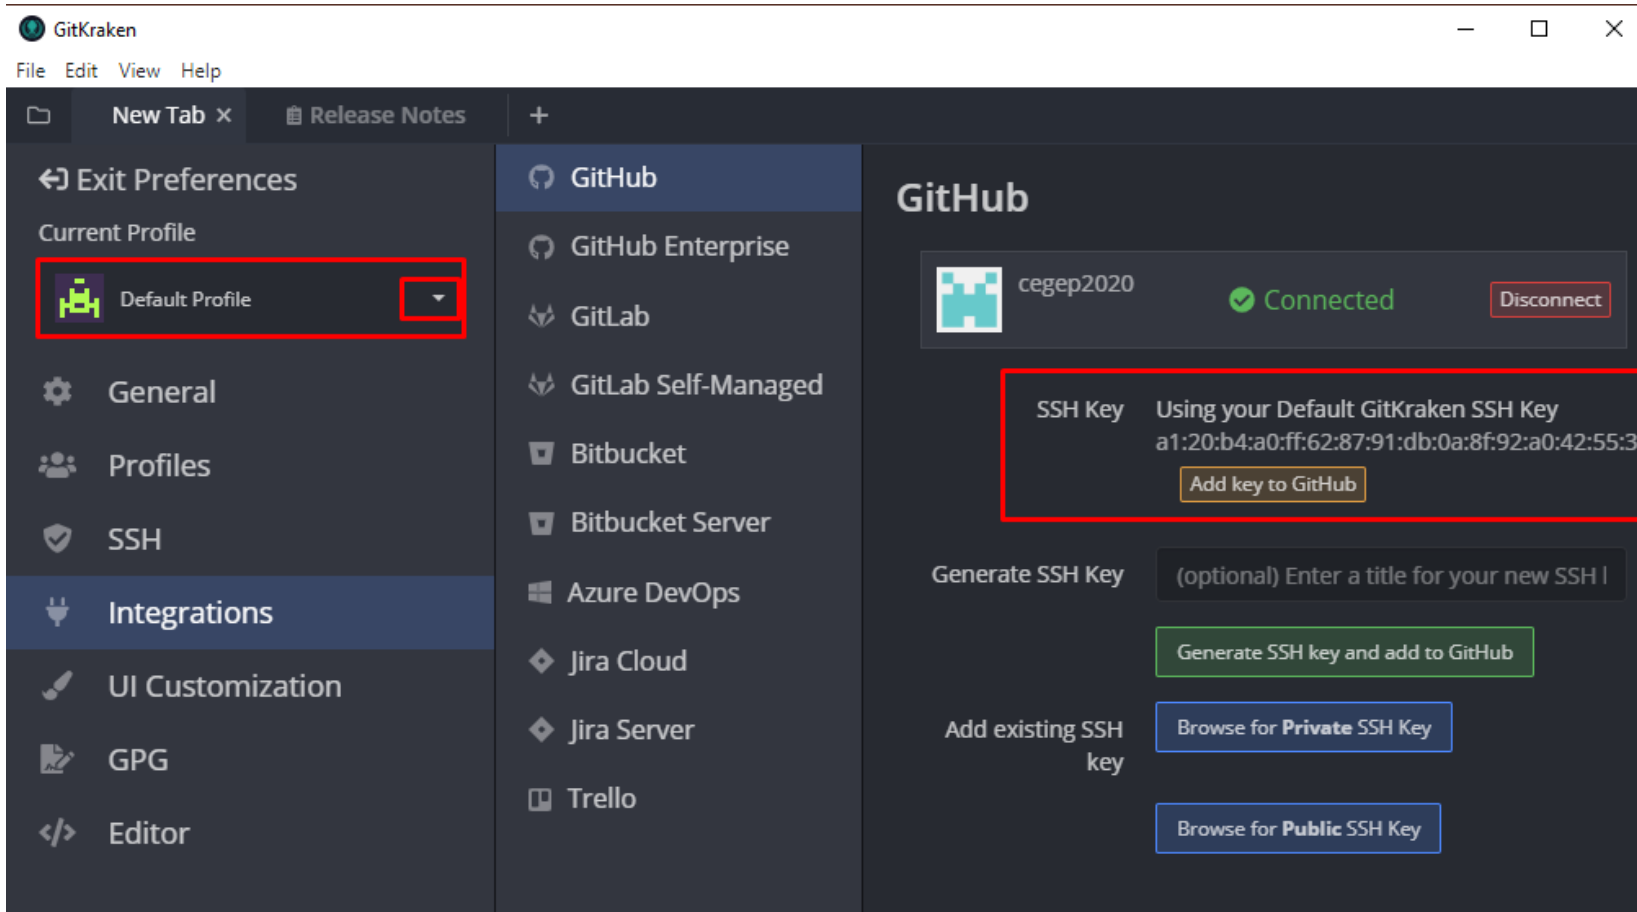 GitKraken
File Edit View Help
New Tab
Release Notes
Exit Preferences
Current Profile
Default Profile
General
Profiles
SSH
Integrations
UI Customization
GPG
Editor
GitHub
GitHub Enterprise
GitLab
GitLab Self-Managed
Bitbucket
Bitbucket Server
Azure DevOps
Jira Cloud
Jira Server
Trello
GitHub
cegep2020
Connected
Disconnect
SSH Key
Using your Default GitKraken SSH Key
a1:20:b4:a0:ff:62:87:91:db:0a:8f:92:a0:42:55:3
Add key to GitHub
Generate SSH Key
(optional) Enter a title for your new SSH
Generate SSH key and add to GitHub
Add existing SSH
key
Browse for Private SSH Key
Browse for Public SSH Key